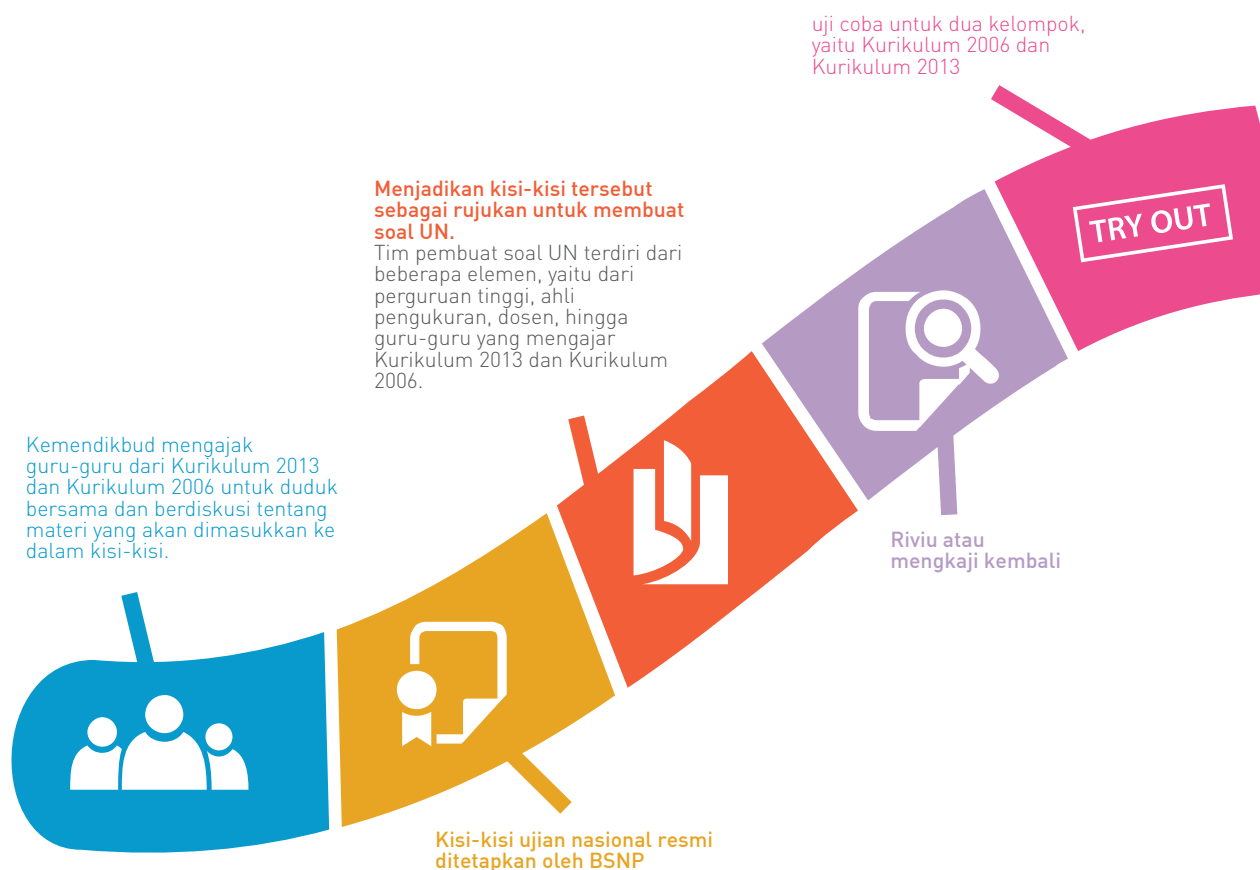 Kemendikbud mengajak
guru-guru dari Kurikulum 2013
dan Kurikulum 2006 untuk duduk
bersama dan berdiskusi tentang
materi yang akan dimasukkan ke
dalam kisi-kisi.
Kisi-kisi ujian nasional resmi
ditetapkan oleh BSNP
Menjadikan kisi-kisi tersebut
sebagai rujukan untuk membuat
soal UN.
Tim pembuat soal UN terdiri dari
beberapa elemen, yaitu dari
perguruan tinggi, ahli
pengukuran, dosen, hingga
guru-guru yang mengajar
Kurikulum 2013 dan Kurikulum
2006.
Riviu atau
mengkaji kembali
uji coba untuk dua kelompok,
yaitu Kurikulum 2006 dan
Kurikulum 2013
TRY OUT